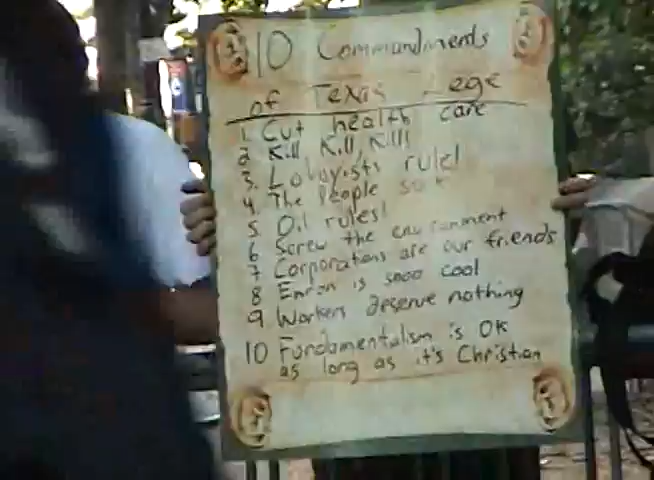 10 Commandments
of Texas Lege
1. Cut health care
2 Kill, Kill, Kill!
3. Lobbyists rule!
4. The People
5 Oil rules!
6 Screw the environment
7 Corporations are our friends
8 Enron is sooo cool
9 Workers deserve nothing
10 Fundamentalism is OK
as long as it's Christian